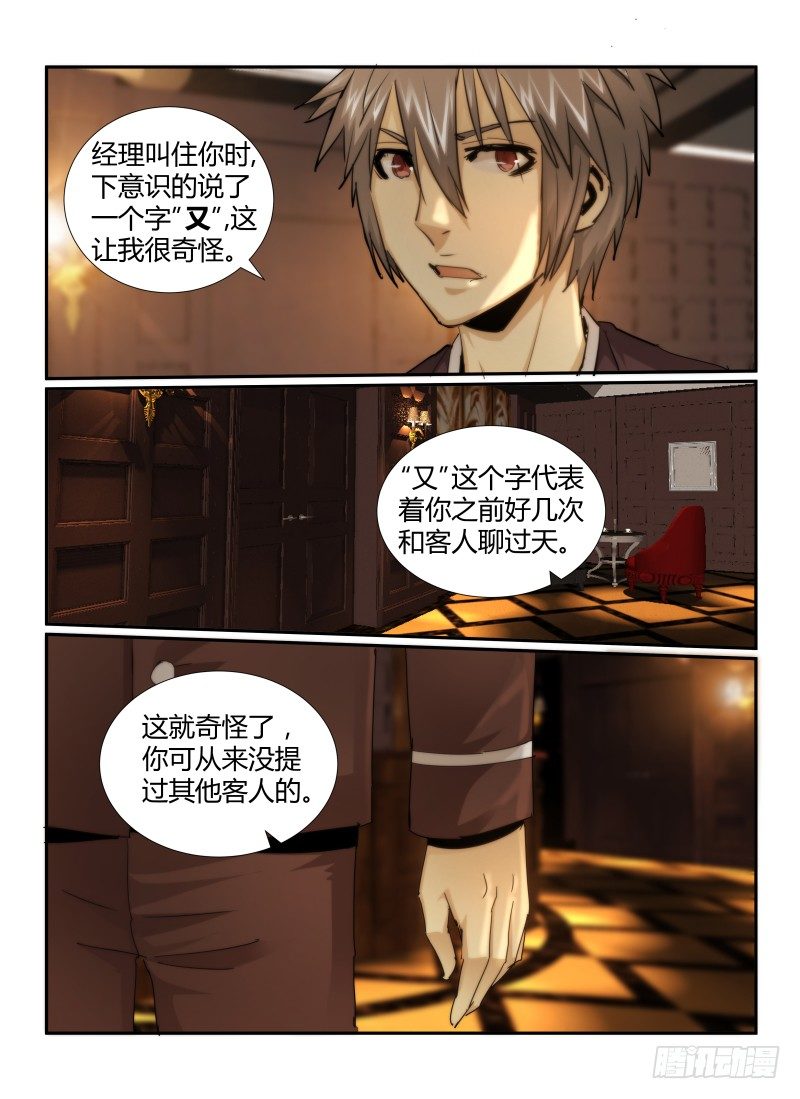 经理叫住你时,
下意识的说了
一个字"又",这
让我很奇怪。
"又"这个字代表
着你之前好几次
和客人聊过天。
这就奇怪了，
你可从来没提
过其他客人的。
腾讯动漫